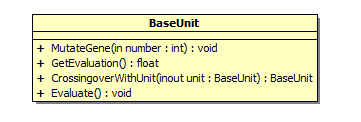 BaseUnit
+ MutateGene(in number : int) : void
+ GetEvaluation() : float
+ CrossingoverWithUnit(inout unit : BaseUnit) : BaseUnit
+ Evaluate() : void